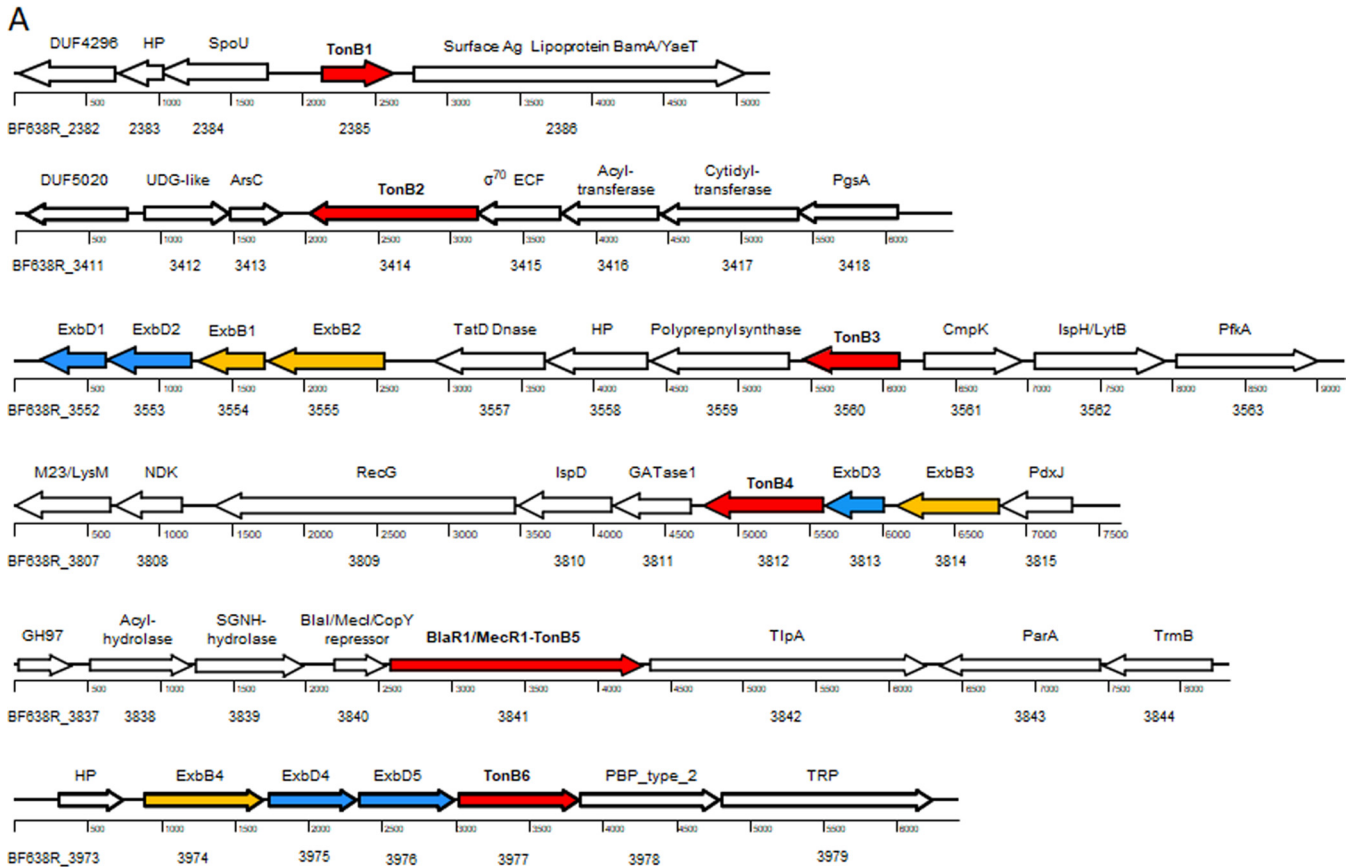 A
DUF4296 HP SpoU TonB1 Surface Ag Lipoprotein BamA/YaeT
500 1000 1500 2000 2500 3000 3500 4000 4500 5000
BF638R_2382 2383 2384 2385 2386
DUF5020 UDG-like ArsC TonB2 σ70 ECF Acyl-transferase Cytidyl-transferase PgsA
500 1000 1500 2000 2500 3000 3500 4000 4500 5000 5500 6000
BF638R_3411 3412 3413 3414 3415 3416 3417 3418
ExbD1 ExbD2 ExbB1 ExbB2 TatD Dnase HP Polyprepnyl synthase TonB3 CmpK IspH/LytB PfkA
500 1000 1500 2000 2500 3000 3500 4000 4500 5000 5500 6000 6500 7000 7500 8000 8500 9000
BF638R_3552 3553 3554 3555 3557 3558 3559 3560 3561 3562 3563
M23/LysM NDK RecG IspD GATase1 TonB4 ExbD3 ExbB3 PdxJ
500 1000 1500 2000 2500 3000 3500 4000 4500 5000 5500 6000 6500 7000 7500
BF638R_3807 3808 3809 3810 3811 3812 3813 3814 3815
GH97 Acyl-hydrolase SGNH-hydrolase BlaI/MecI/CopY repressor BlaR1/MecR1-TonB5 TlpA ParA TrmB
500 1000 1500 2000 2500 3000 3500 4000 4500 5000 5500 6000 6500 7000 7500 8000
BF638R_3837 3838 3839 3840 3841 3842 3843 3844
HP ExbB4 ExbD4 ExbD5 TonB6 PBP_type_2 TRP
500 1000 1500 2000 2500 3000 3500 4000 4500 5000 5500 6000
BF638R_3973 3974 3975 3976 3977 3978 3979